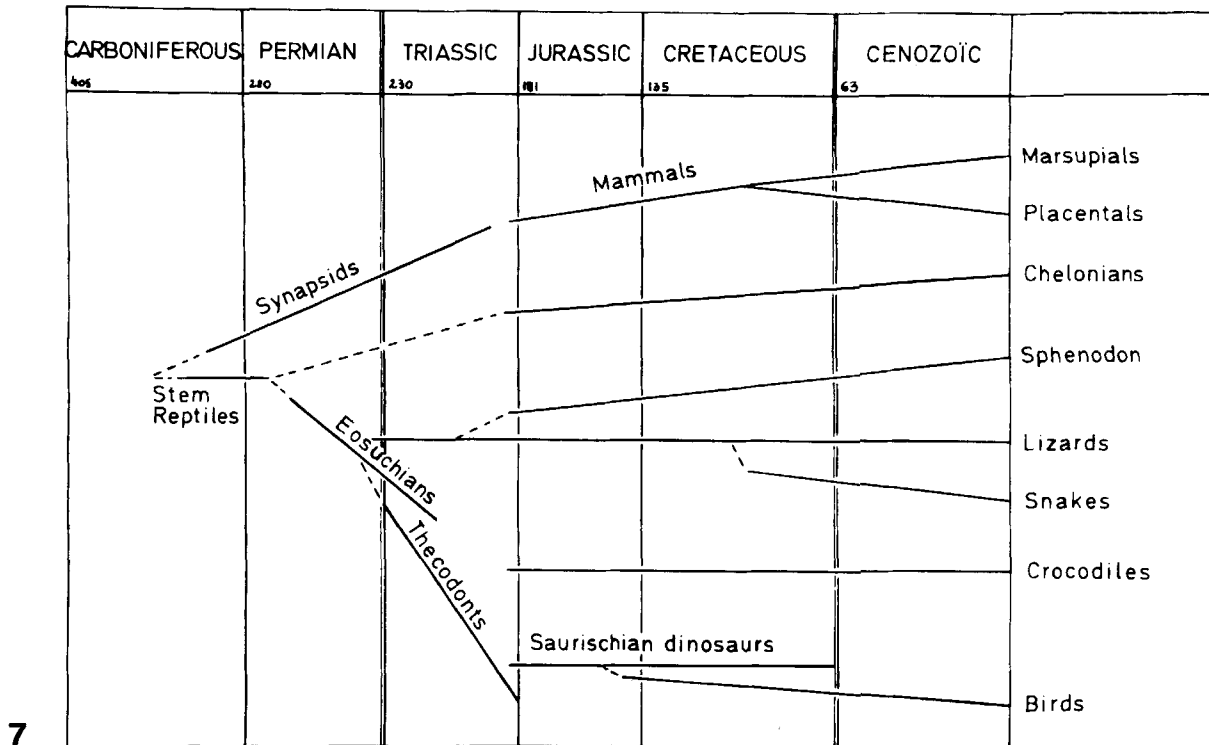 CARBONIFEROUS PERMIAN TRIASSIC JURASSIC CRETACEOUS CENOZOÏC
405 280 230 181 135 63
Marsupials
Mammals
Placentals
Synapsids
Chelonians
Sphenodon
Stem
Reptiles
Eosuchians
Lizards
Snakes
Thecodonts
Crocodiles
Saurischian dinosaurs
Birds
7